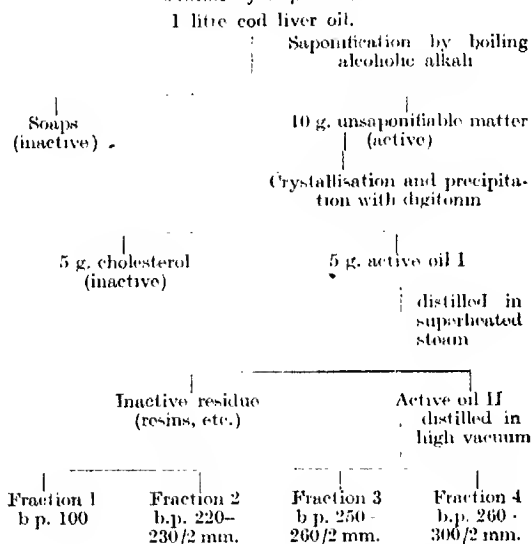 1 litre cod liver oil.
Saponification by boiling
alcoholic alkali
Soaps
(inactive)
10 g. unsaponifiable matter
(active)
Crystallisation and precipita-
tion with digitonin
5 g. cholesterol
(inactive)
5 g. active oil I
distilled in
superheated
steam
Inactive residue
(resins, etc.)
Active oil II
distilled in
high vacuum
Fraction 1
b p. 100
Fraction 2
b.p. 220–
230/2 mm.
Fraction 3
b p. 250 -
260/2 mm.
Fraction 4
b.p. 260 -
300/2 mm.